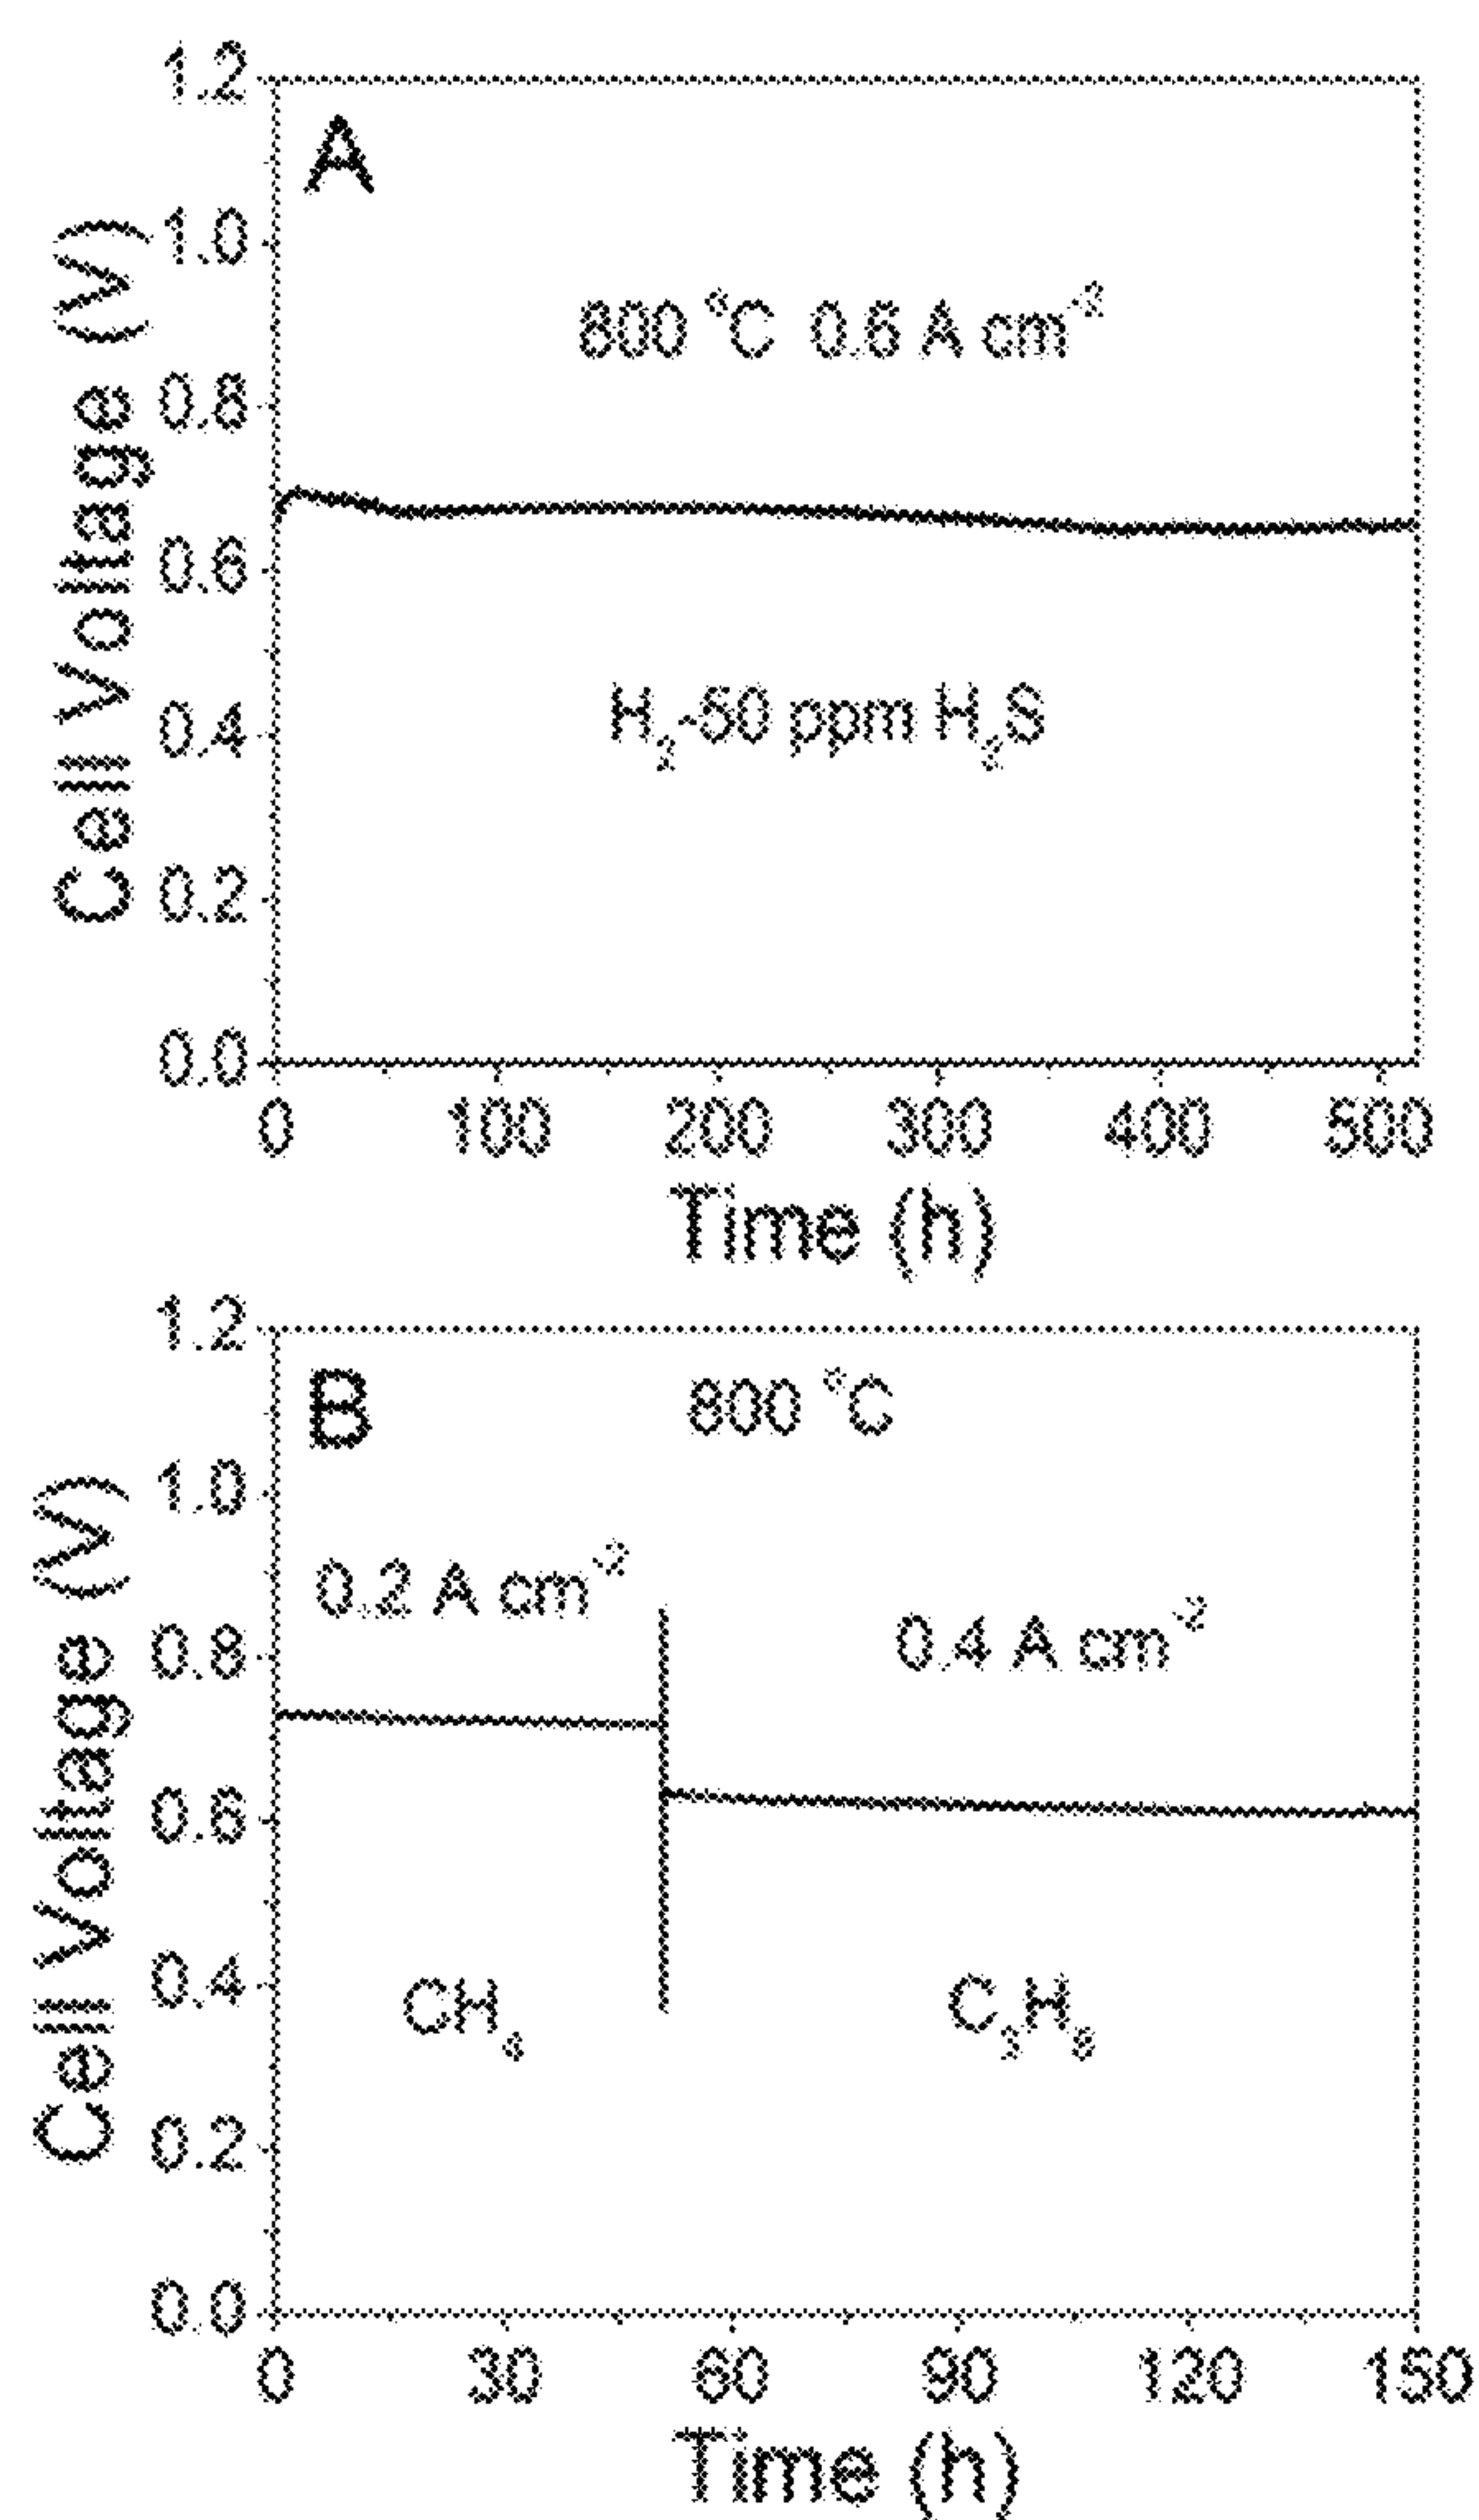 1.2
A
1.0
800 °C 0.6 A cm⁻²
0.8
0.6
H₂-50 ppm H₂S
0.4
0.2
0.0
Cell Voltage (V)
0 100 200 300 400 500
Time (h)
1.2
B
800 °C
1.0
0.2 A cm⁻²
0.4 A cm⁻²
0.8
0.6
0.4
CH₄
C₃H₈
0.2
0.0
Cell Voltage (V)
0 30 60 90 120 150
Time (h)